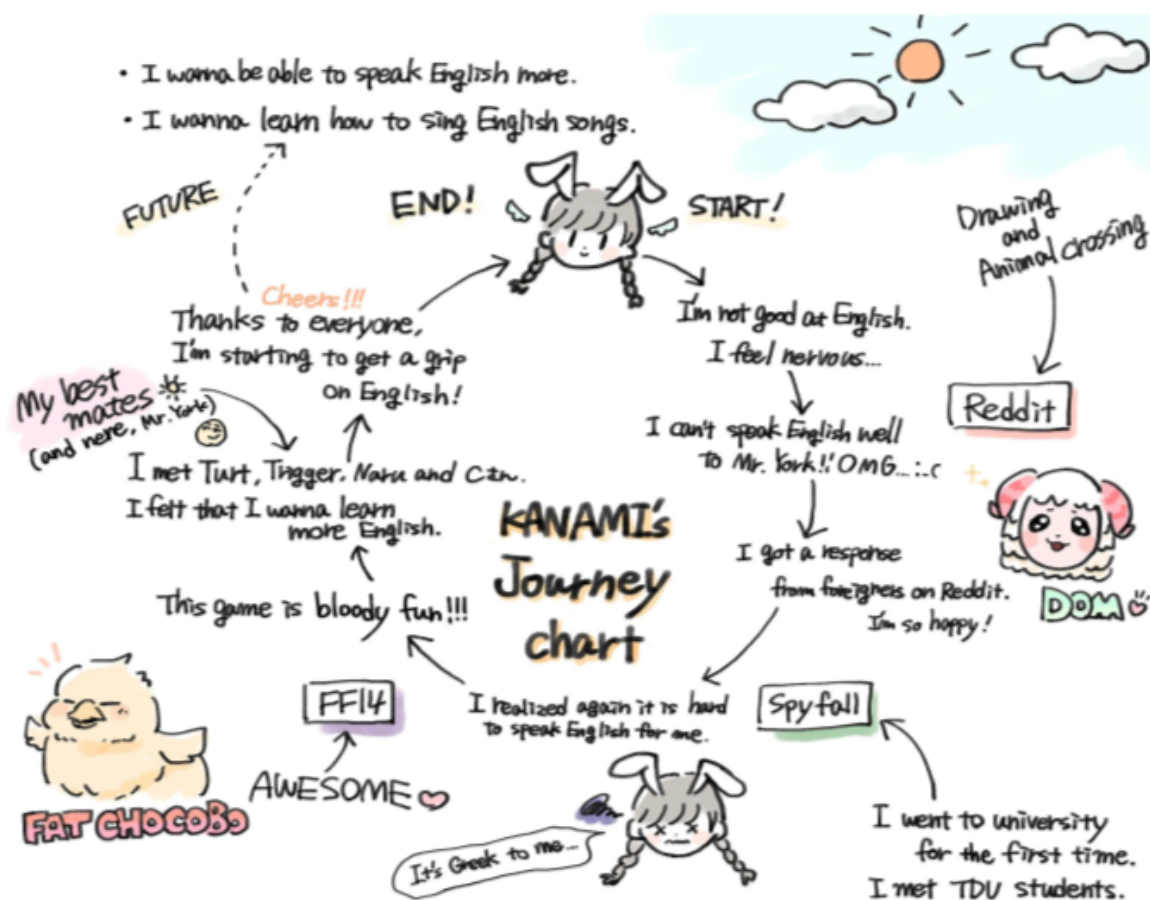 KANAMI's
Journey
chart
START!
I'm not good at English.
I feel nervous...
I can't speak English well
to Mr. York!! OMG...:-c
I got a response
from foreigners on Reddit.
I'm so happy!
Drawing
and
Animal crossing
Reddit
DOM
I realized again it is hard
to speak English for me.
Spyfall
I went to university
for the first time.
I met TDU students.
It's Greek to me...
This game is bloody fun!!!
FF14
AWESOME
FAT CHOCOBO
I met Turt, Trigger, Naru and
I felt that I wanna learn
more English.
My best
mates
(and here, Mr. York)
Cheers!!!
Thanks to everyone,
I'm starting to get a grip
on English!
END!
FUTURE
• I wanna be able to speak English more.
• I wanna learn how to sing English songs.